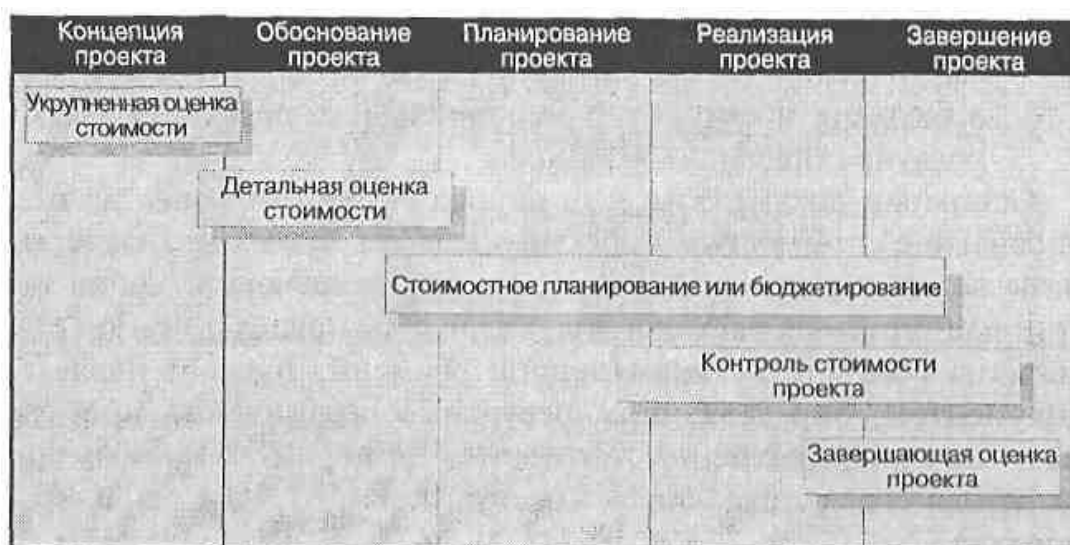 Концепция
проекта
Обоснование
проекта
Планирование
проекта
Реализация
проекта
Завершение
проекта
Укрупненная оценка
стоимости
Детальная оценка
стоимости
Стоимостное планирование или бюджетирование
Контроль стоимости
проекта
Завершающая оценка
проекта